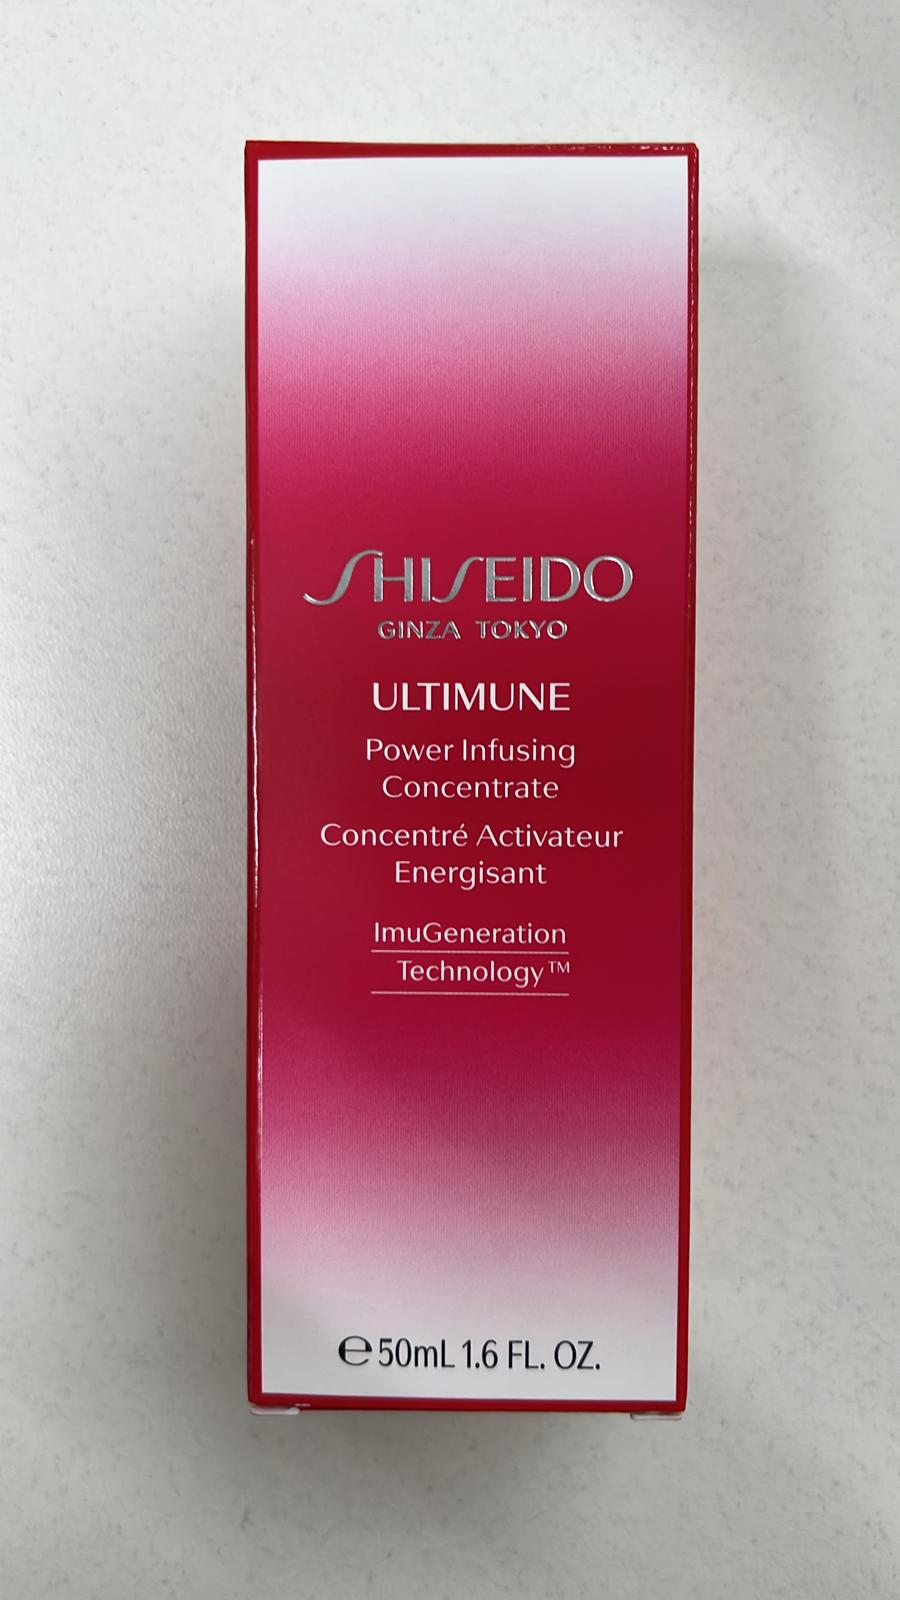 SHISEIDO
GINZA TOKYO
ULTIMUNE
Power Infusing
Concentrate
Concentré Activateur
Energisant
ImuGeneration
Technology™
℮50mL 1.6 FL. OZ.